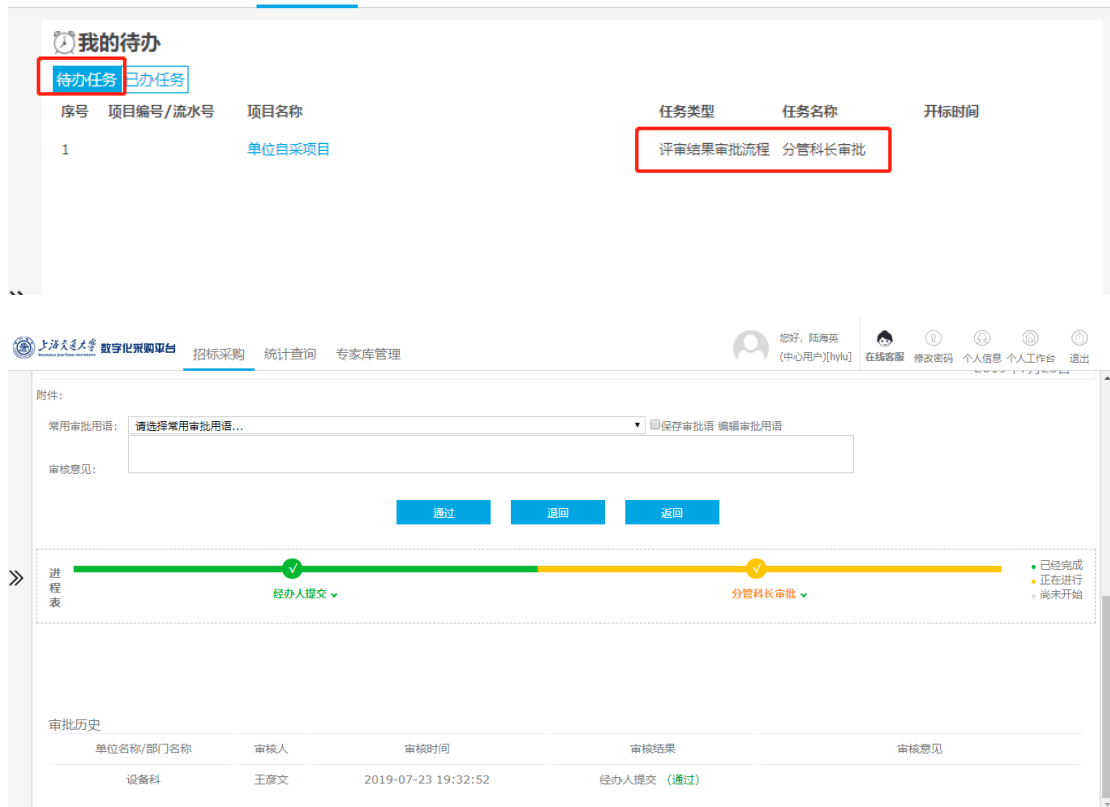 我的待办
待办任务 已办任务
序号 项目编号/流水号 项目名称 任务类型 任务名称 开标时间
1 单位自采项目 评审结果审批流程 分管科长审批
上海交通大学 数字化采购平台 招标采购 统计查询 专家库管理
您好，陆海英
(中心用户)[hylu] 在线客服 修改密码 个人信息 个人工作台 退出
附件：
常用审批用语： 请选择常用审批用语... 保存审批语 编辑审批用语
审核意见：
通过 退回 返回
进程表
经办人提交 分管科长审批
已经完成
正在进行
尚未开始
审批历史
单位名称/部门名称 审核人 审核时间 审核结果 审核意见
设备科 王彦文 2019-07-23 19:32:52 经办人提交 （通过）